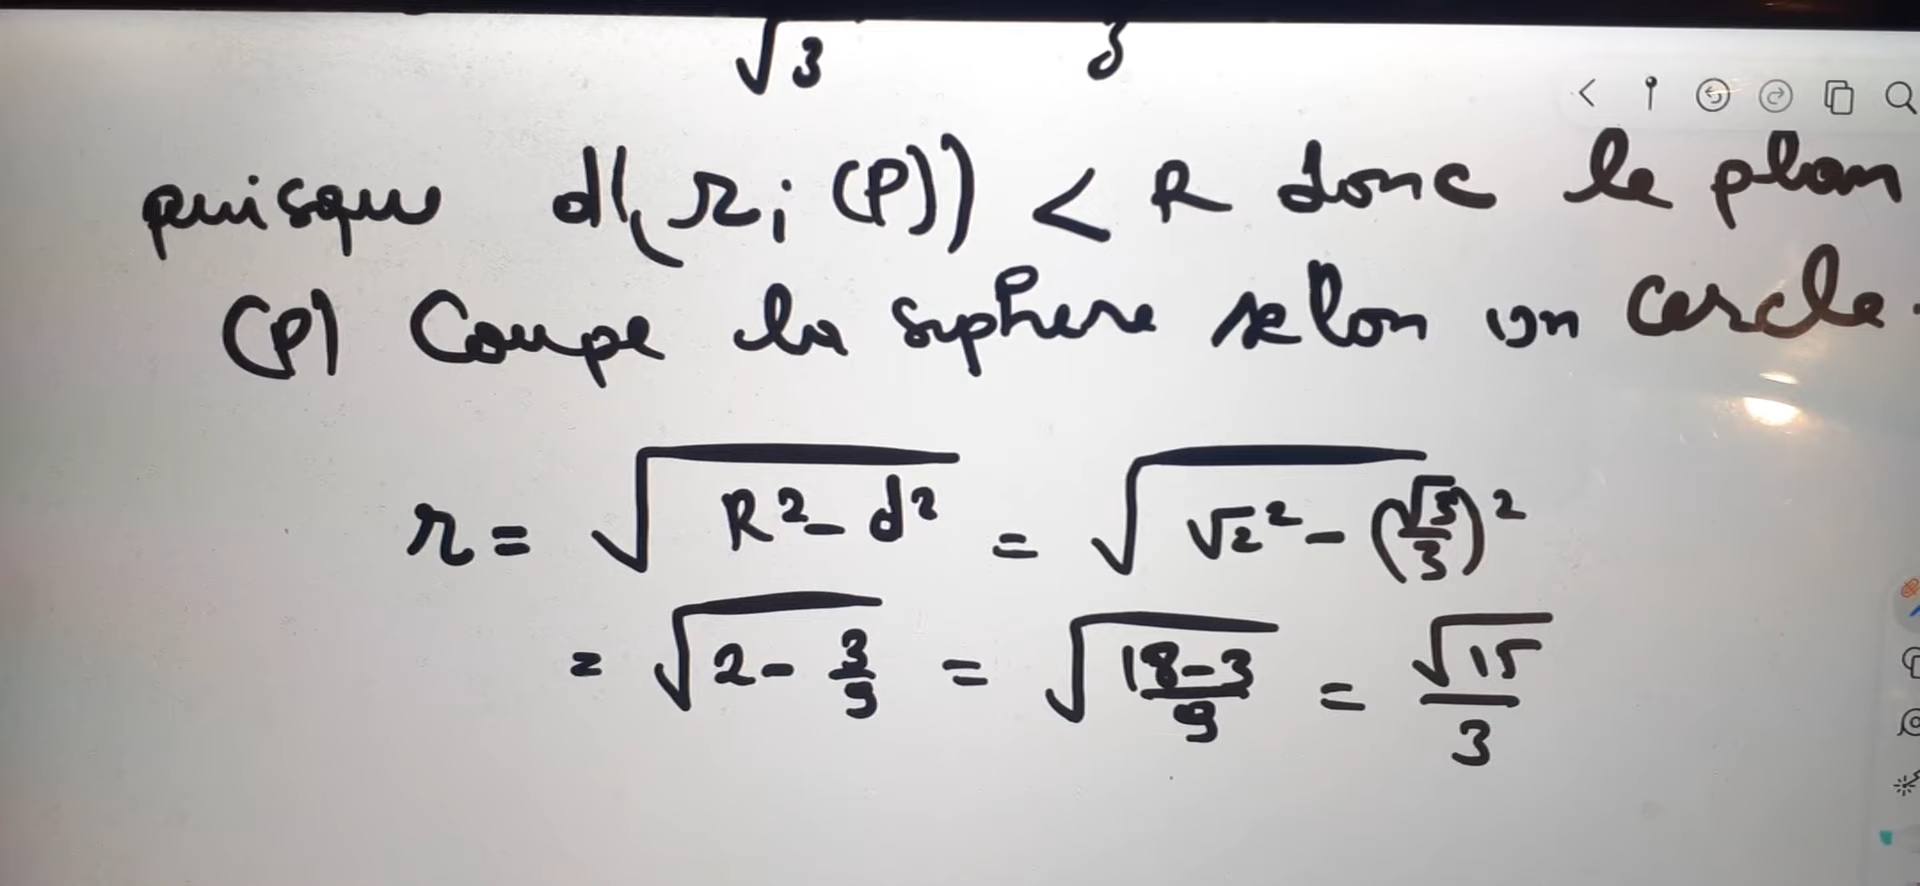 √3 3
puisque d(Ω; (P)) < R donc le plan
(P) Coupe la sphere selon un cercle.
r = √(R² - d²) = √(√2² - (√3/3)²)
= √(2 - 3/9) = √((18-3)/9) = √15/3